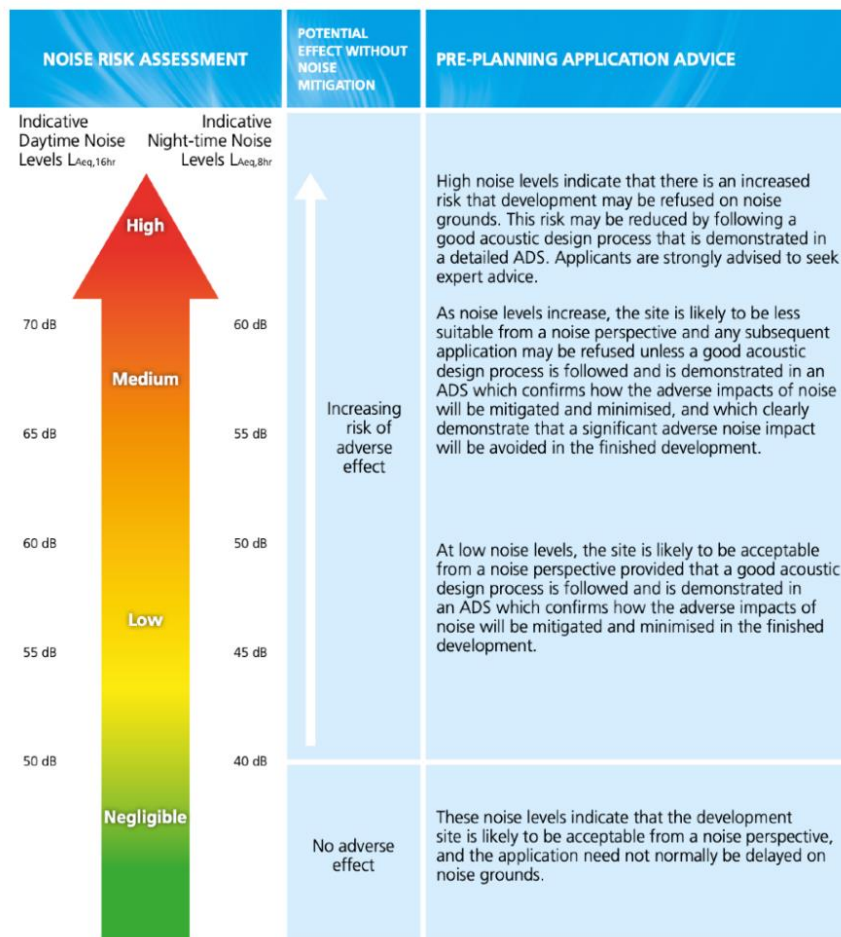 NOISE RISK ASSESSMENT
POTENTIAL
EFFECT WITHOUT
NOISE
MITIGATION
PRE-PLANNING APPLICATION ADVICE
Indicative
Daytime Noise
Levels LAeq,16hr
Indicative
Night-time Noise
Levels LAeq,8hr
High
70 dB
60 dB
Medium
65 dB
55 dB
60 dB
50 dB
Low
55 dB
45 dB
50 dB
40 dB
Negligible
Increasing
risk of
adverse
effect
No adverse
effect
High noise levels indicate that there is an increased
risk that development may be refused on noise
grounds. This risk may be reduced by following a
good acoustic design process that is demonstrated in
a detailed ADS. Applicants are strongly advised to seek
expert advice.
As noise levels increase, the site is likely to be less
suitable from a noise perspective and any subsequent
application may be refused unless a good acoustic
design process is followed and is demonstrated in an
ADS which confirms how the adverse impacts of noise
will be mitigated and minimised, and which clearly
demonstrate that a significant adverse noise impact
will be avoided in the finished development.
At low noise levels, the site is likely to be acceptable
from a noise perspective provided that a good acoustic
design process is followed and is demonstrated in
an ADS which confirms how the adverse impacts of
noise will be mitigated and minimised in the finished
development.
These noise levels indicate that the development
site is likely to be acceptable from a noise perspective,
and the application need not normally be delayed on
noise grounds.